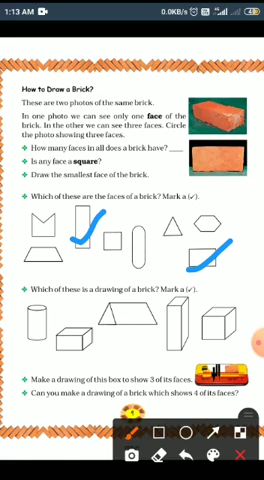 1:13 AM
0.0KB/s
How to Draw a Brick?
These are two photos of the same brick.
In one photo we can see only one face of the
brick. In the other we can see three faces. Circle
the photo showing three faces.
How many faces in all does a brick have? ____
Is any face a square?
Draw the smallest face of the brick.
Which of these are the faces of a brick? Mark a (✓).
Which of these is a drawing of a brick? Mark a (✓).
Make a drawing of this box to show 3 of its faces.
Can you make a drawing of a brick which shows 4 of its faces?